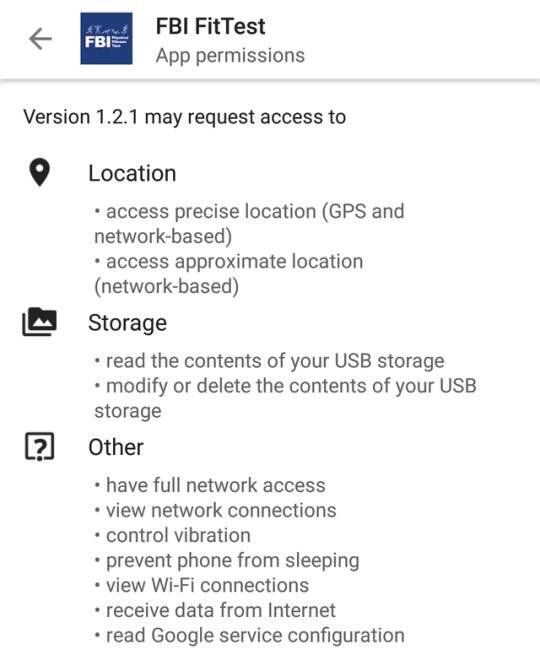 FBI FitTest
FBI
App permissions
Version 1.2.1 may request access to
Location
• access precise location (GPS and
network-based)
• access approximate location
(network-based)
Storage
• read the contents of your USB storage
• modify or delete the contents of your USB
storage
Other
• have full network access
• view network connections
• control vibration
• prevent phone from sleeping
• view Wi-Fi connections
• receive data from Internet
• read Google service configuration